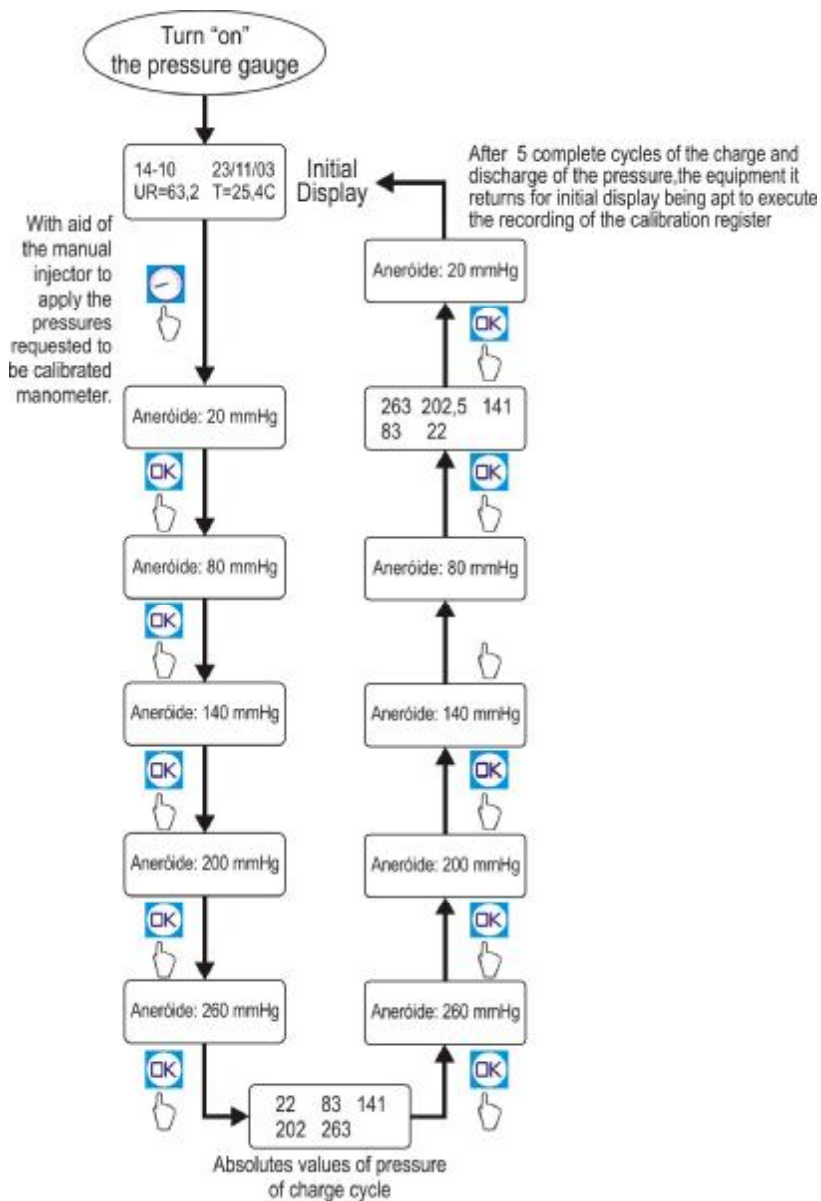 Turn “on”
the pressure gauge
14-10 23/11/03
UR=63,2 T=25,4C
Initial
Display
With aid of
the manual
injector to
apply the
pressures
requested to
be calibrated
manometer.
Aneróide: 20 mmHg
OK
Aneróide: 80 mmHg
OK
Aneróide: 140 mmHg
OK
Aneróide: 200 mmHg
OK
Aneróide: 260 mmHg
OK
22 83 141
202 263
Absolutes values of pressure
of charge cycle
OK
Aneróide: 260 mmHg
OK
Aneróide: 200 mmHg
OK
Aneróide: 140 mmHg
Aneróide: 80 mmHg
OK
263 202,5 141
83 22
OK
Aneróide: 20 mmHg
After 5 complete cycles of the charge and
discharge of the pressure,the equipment it
returns for initial display being apt to execute
the recording of the calibration register